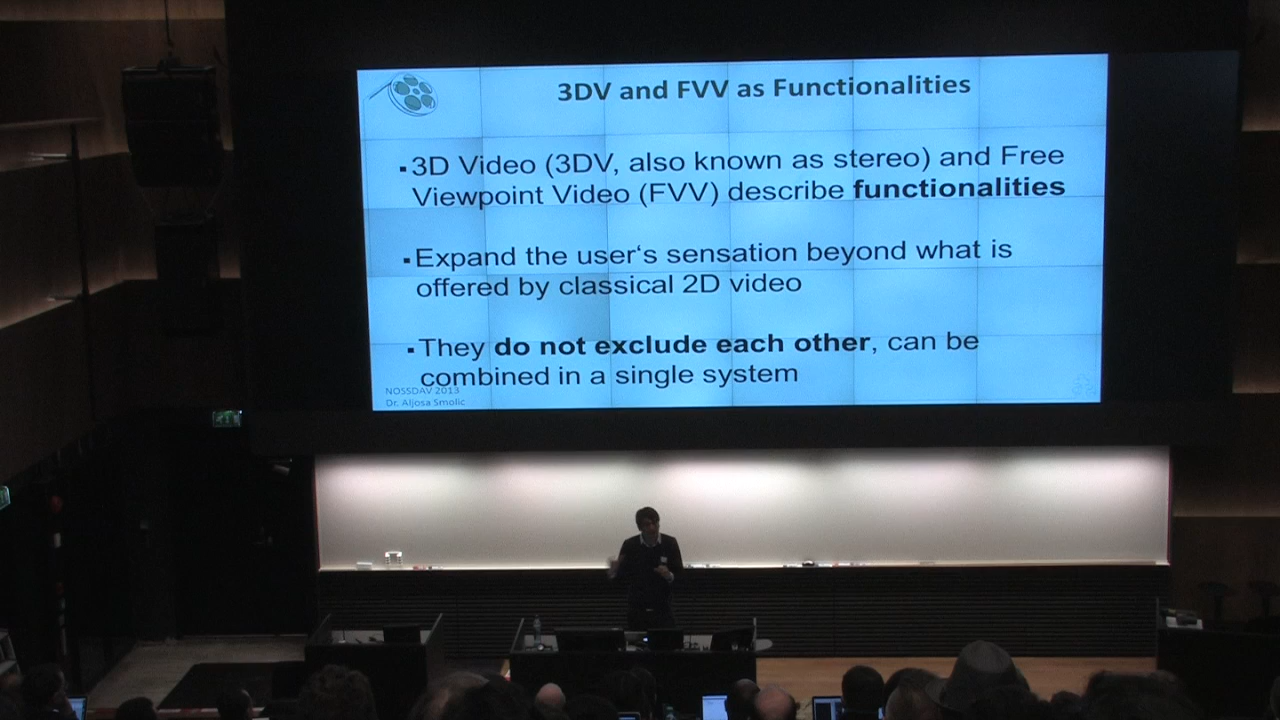 3DV and FVV as Functionalities
▪3D Video (3DV, also known as stereo) and Free
Viewpoint Video (FVV) describe functionalities
▪Expand the user‘s sensation beyond what is
offered by classical 2D video
▪They do not exclude each other, can be
combined in a single system
NOSSDAV 2013
Dr. Aljosa Smolic